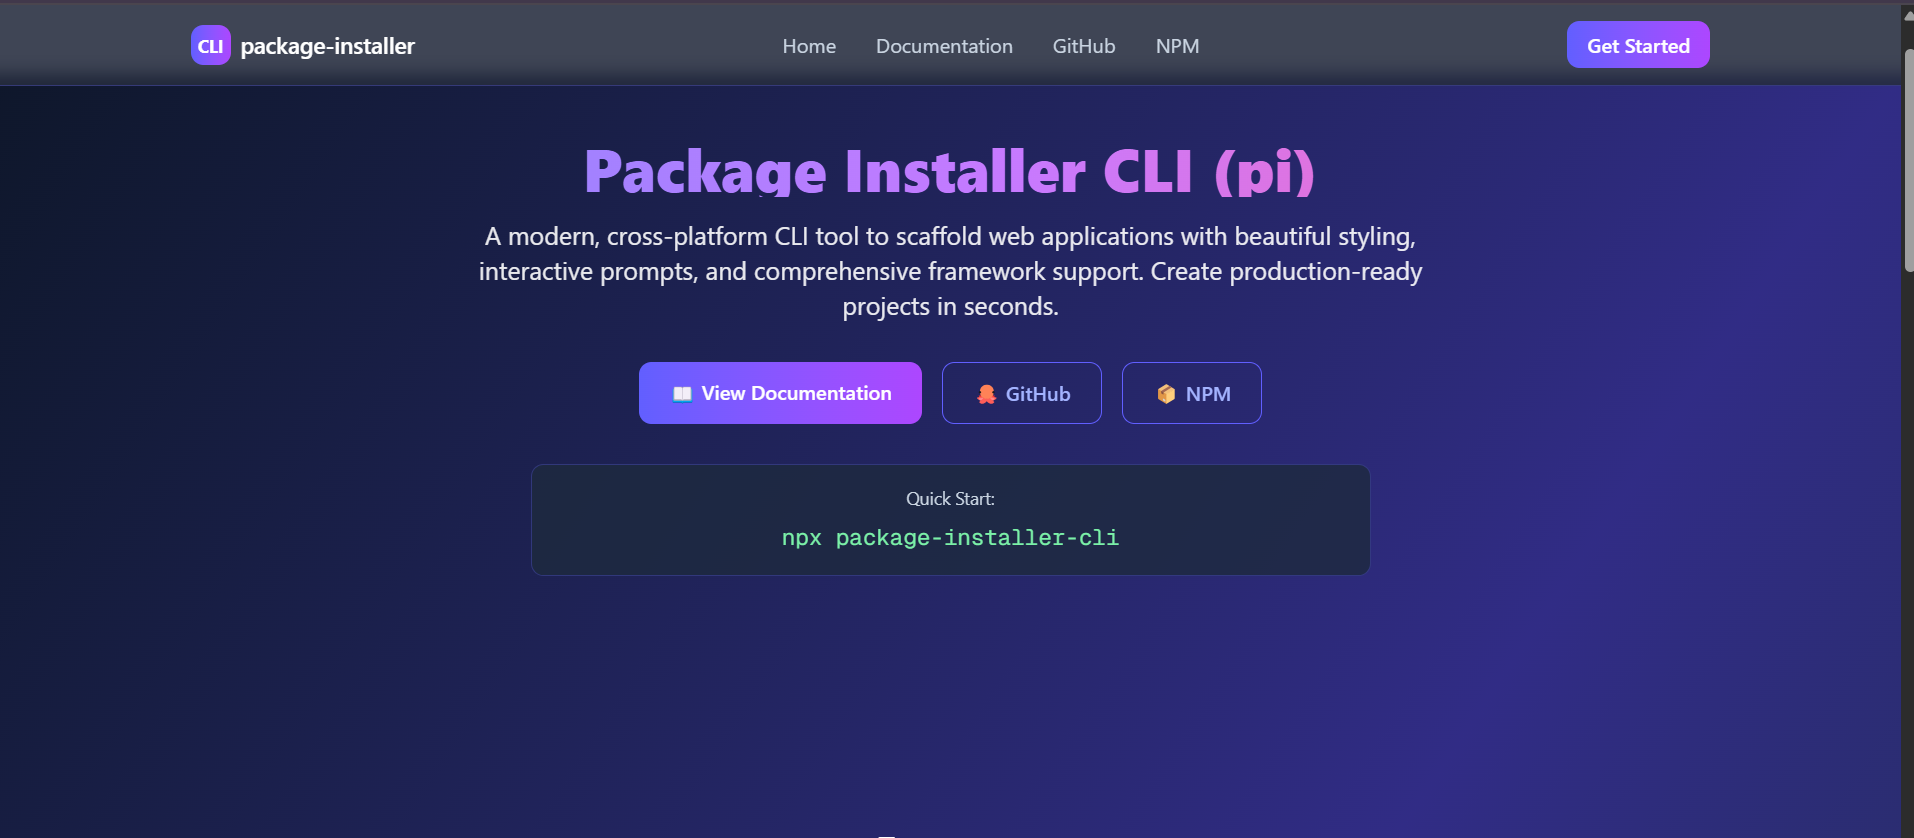 CLI package-installer
Home
Documentation
GitHub
NPM
Get Started
Package Installer CLI (pi)
A modern, cross-platform CLI tool to scaffold web applications with beautiful styling,
interactive prompts, and comprehensive framework support. Create production-ready
projects in seconds.
View Documentation
GitHub
NPM
Quick Start:
npx package-installer-cli